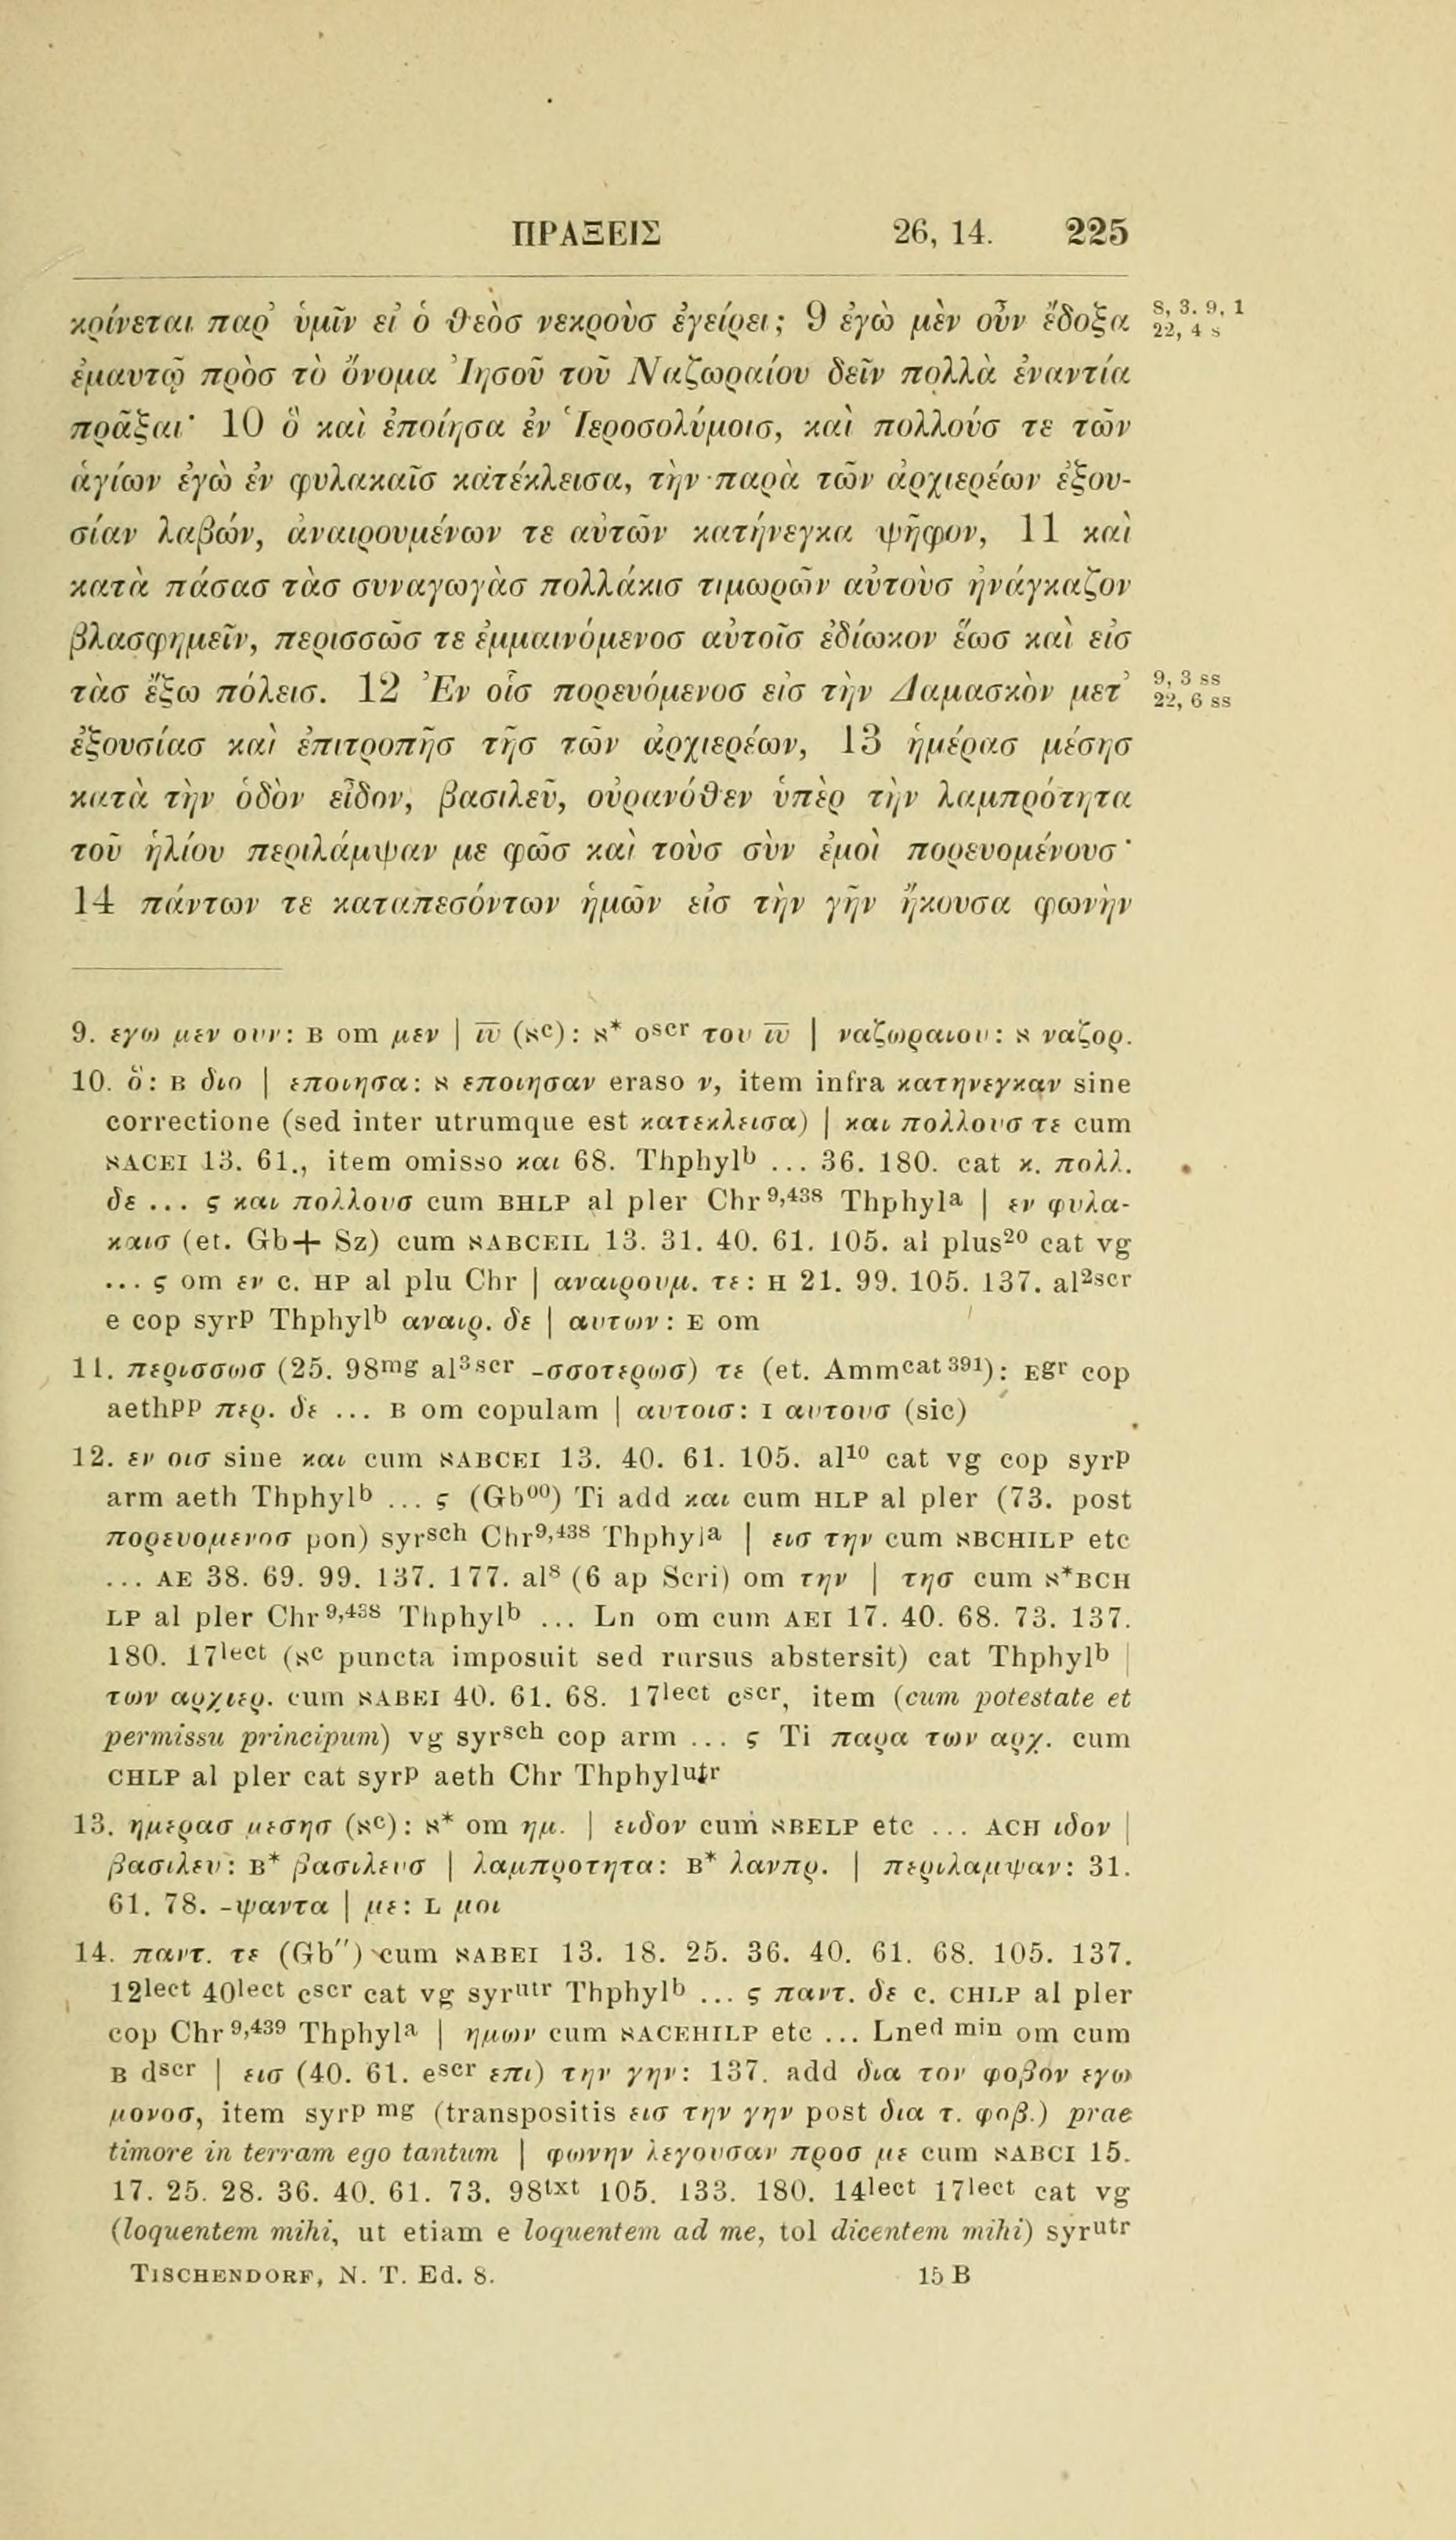 ΠΡΑΞΕΙΣ 26, 14. 225
κρίνεται παρ’ ὑμῖν εἰ ὁ θεὸσ νεκροὺσ ἐγείρει; 9 ἐγὼ μὲν οὖν ἔδοξα 8, 3. 9, 1
22, 4 s
ἐμαυτῷ πρὸσ τὸ ὄνομα Ἰησοῦ τοῦ Ναζωραίου δεῖν πολλὰ ἐναντία
πρᾶξαι· 10 ὃ καὶ ἐποίησα ἐν Ἱεροσολύμοισ, καὶ πολλούσ τε τῶν
ἁγίων ἐγὼ ἐν φυλακαῖσ κατέκλεισα, τὴν παρὰ τῶν ἀρχιερέων ἐξου-
σίαν λαβών, ἀναιρουμένων τε αὐτῶν κατήνεγκα ψῆφον, 11 καὶ
κατὰ πάσασ τὰσ συναγωγὰσ πολλάκισ τιμωρῶν αὐτοὺσ ἠνάγκαζον
βλασφημεῖν, περισσῶσ τε ἐμμαινόμενοσ αὐτοῖσ ἐδίωκον ἕωσ καὶ εἰσ
τὰσ ἔξω πόλεισ. 12 Ἐν οἷσ πορευόμενοσ εἰσ τὴν Δαμασκὸν μετ’ 9, 3 ss
22, 6 ss
ἐξουσίασ καὶ ἐπιτροπῆσ τῆσ τῶν ἀρχιερέων, 13 ἡμέρασ μέσησ
κατὰ τὴν ὁδὸν εἶδον, βασιλεῦ, οὐρανόθεν ὑπὲρ τὴν λαμπρότητα
τοῦ ἡλίου περιλάμψαν με φῶσ καὶ τοὺσ σὺν ἐμοὶ πορευομένουσ·
14 πάντων τε καταπεσόντων ἡμῶν εἰσ τὴν γῆν ἤκουσα φωνὴν
9. εγω μεν ουν: B om μεν | ιυ (ℵc): ℵ* oscr του ιυ | ναζωραιου: ℵ ναζορ.
10. ὃ: B διο | εποιησα: ℵ εποιησαν eraso ν, item infra κατηνεγκαν sine
correctione (sed inter utrumque est κατεκλεισα) | και πολλουσ τε cum
ℵACEI 13. 61., item omisso και 68. Thphylb ... 36. 180. cat κ. πολλ.
δε ... ς και πολλουσ cum BHLP al pler Chr9,438 Thphyla | εν φυλα-
καισ (et. Gb+ Sz) cum ℵABCEIL 13. 31. 40. 61. 105. al plus20 cat vg
... ς om εν c. HP al plu Chr | αναιρουμ. τε: H 21. 99. 105. 137. al2scr
e cop syrp Thphylb αναιρ. δε | αυτων: E om
11. περισσωσ (25. 98mg al3scr -σσοτερωσ) τε (et. Ammcat391): Egr cop
aethpp περ. δε ... B om copulam | αυτοισ: I αυτουσ (sic)
12. εν οισ sine και cum ℵABCEI 13. 40. 61. 105. al10 cat vg cop syrp
arm aeth Thphylb ... ς (Gb00) Ti add και cum HLP al pler (73. post
πορευομενοσ pon) syrsch Chr9,438 Thphyla | εισ την cum ℵBCHILP etc
... AE 38. 69. 99. 137. 177. al8 (6 ap Scri) om την | τησ cum ℵ*BCH
LP al pler Chr9,438 Thphylb ... Ln om cum AEI 17. 40. 68. 73. 137.
180. 17lect (ℵc puncta imposuit sed rursus abstersit) cat Thphylb |
των αρχιερ. cum ℵABEI 40. 61. 68. 17lect cscr, item (cum potestate et
permissu principum) vg syrsch cop arm ... ς Ti παρα των αρχ. cum
CHLP al pler cat syrp aeth Chr Thphylutr
13. ημερασ μεσησ (ℵc): ℵ* om ημ. | ειδον cum ℵBELP etc ... ACH ιδον |
βασιλευ: B* βασιλευσ | λαμπροτητα: B* λανπρ. | περιλαμψαν: 31.
61. 78. -ψαντα | με: L μοι
14. παντ. τε (Gb″) cum ℵABEI 13. 18. 25. 36. 40. 61. 68. 105. 137.
12lect 40lect cscr cat vg syrutr Thphylb ... ς παντ. δε c. CHLP al pler
cop Chr9,439 Thphyla | ημων cum ℵACEHILP etc ... Lned min om cum
B dscr | εισ (40. 61. escr επι) την γην: 137. add δια τον φοβον εγω
μονοσ, item syrp mg (transpositis εισ την γην post δια τ. φοβ.) prae
timore in terram ego tantum | φωνην λεγουσαν προσ με cum ℵABCI 15.
17. 25. 28. 36. 40. 61. 73. 98txt 105. 133. 180. 14lect 17lect cat vg
(loquentem mihi, ut etiam e loquentem ad me, tol dicentem mihi) syrutr
TISCHENDORF, N. T. Ed. 8. 15 B